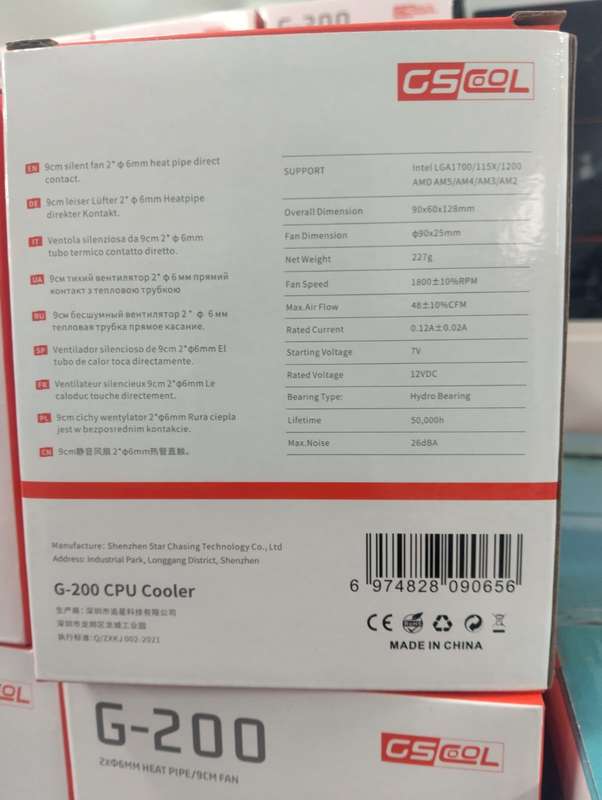 G-200
GSCOOL
EN 9cm silent fan 2* φ 6mm heat pipe direct
contact.
DE 9cm leiser Lüfter 2* φ 6mm Heatpipe
direkter Kontakt.
IT Ventola silenziosa da 9cm 2* φ 6mm
tubo termico contatto diretto.
UA 9см тихий вентилятор 2* φ 6 мм прямий
контакт з тепловою трубкою
RU 9см бесшумный вентилятор 2 * φ 6 мм
тепловая трубка прямое касание.
SP Ventilador silencioso de 9cm 2*φ6mm El
tubo de calor toca directamente.
FR Ventilateur silencieux 9cm 2*φ6mm Le
caloduc touche directement.
PL 9cm cichy wentylator 2*φ6mm Rura ciepla
jest w bezposrednim kontakcie.
CN 9cm静音风扇 2*φ6mm热管直触。
SUPPORT Intel LGA1700/115X/1200
AMD AM5/AM4/AM3/AM2
Overall Dimension 90x60x128mm
Fan Dimension φ90x25mm
Net Weight 227g
Fan Speed 1800±10%RPM
Max.Air Flow 48±10%CFM
Rated Current 0.12A±0.02A
Starting Voltage 7V
Rated Voltage 12VDC
Bearing Type: Hydro Bearing
Lifetime 50,000h
Max.Noise 26dBA
Manufacture: Shenzhen Star Chasing Technology Co., Ltd
Address: Industrial Park, Longgang District, Shenzhen
G-200 CPU Cooler
生产商: 深圳市追星科技有限公司
深圳市龙岗区龙城工业园
执行标准: Q/ZXKJ 002-2021
6 974828 090656
CE RoHS
MADE IN CHINA
G-200
2xΦ6MM HEAT PIPE/9CM FAN
GSCOOL
OL